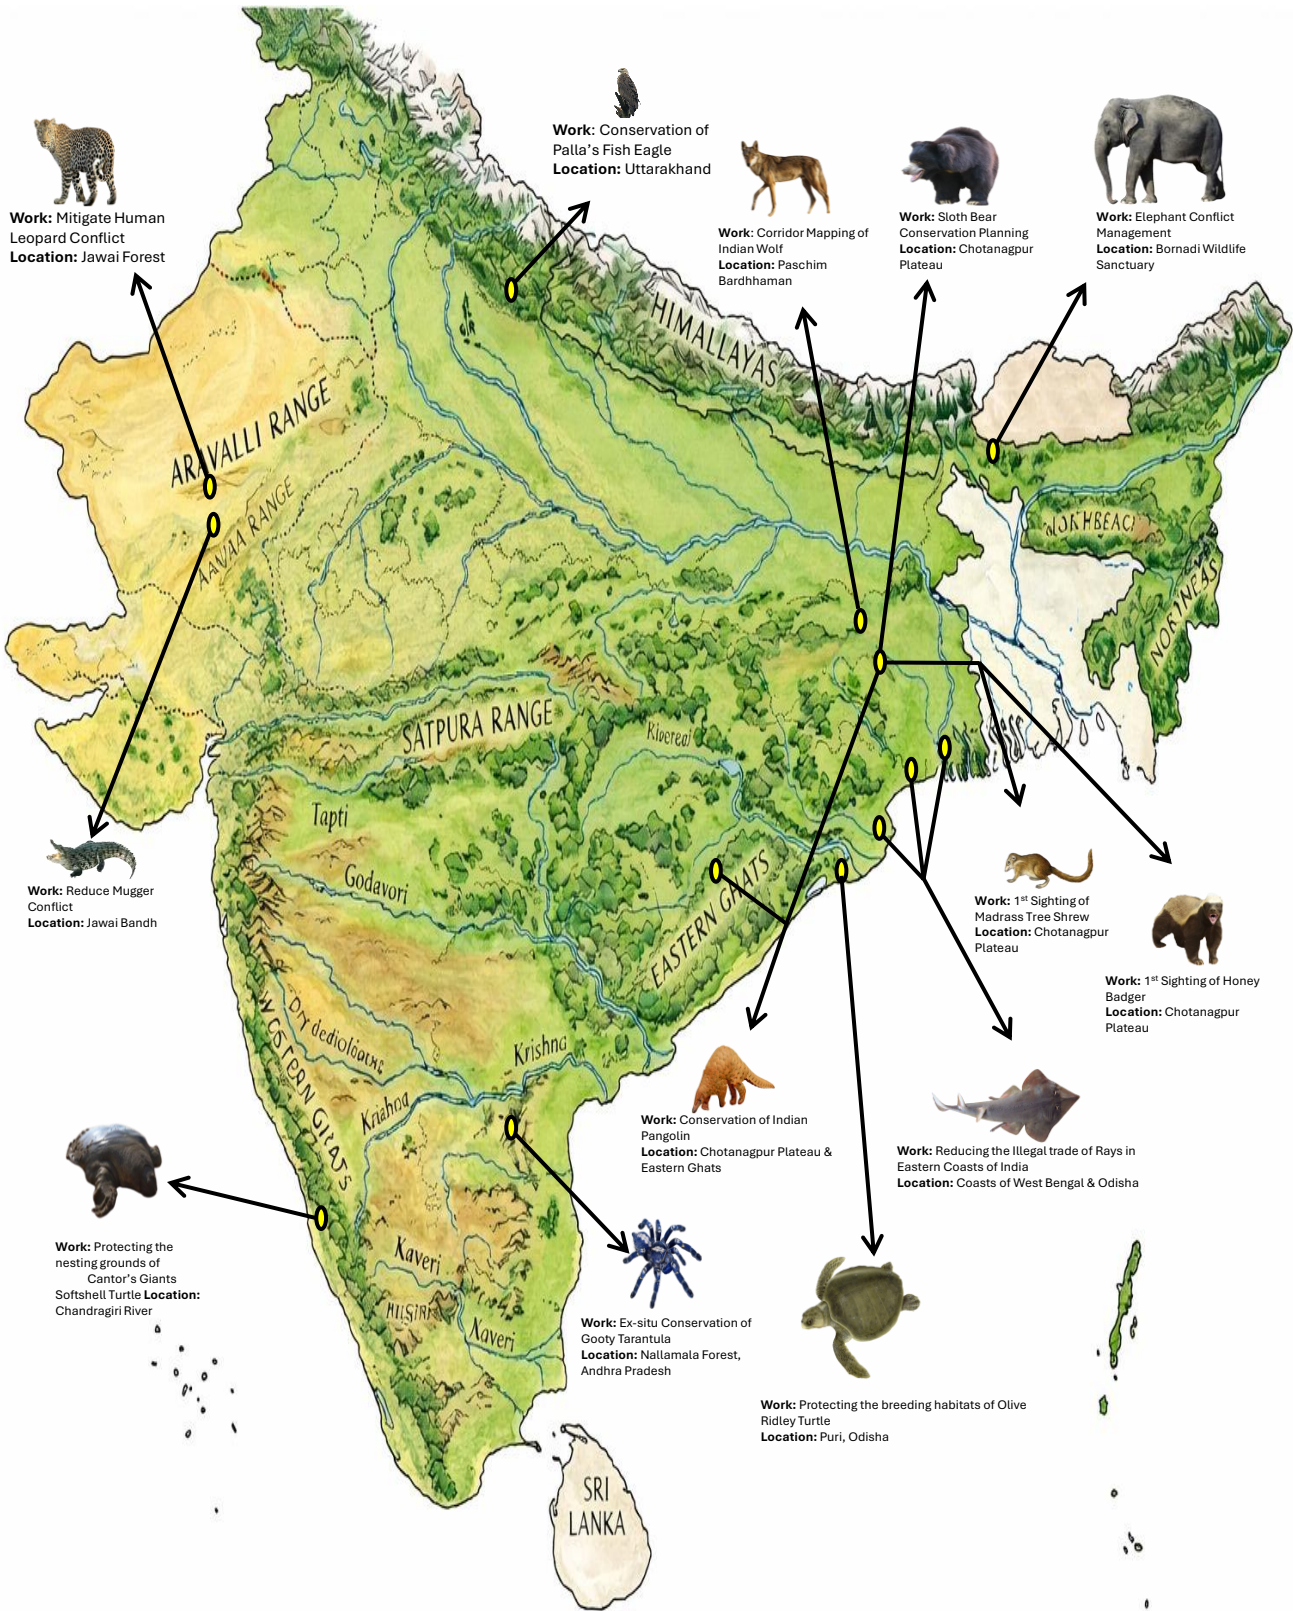 Work: Conservation of
Palla's Fish Eagle
Location: Uttarakhand
Work: Mitigate Human
Leopard Conflict
Location: Jawai Forest
Work: Corridor Mapping of
Indian Wolf
Location: Paschim
Bardhhaman
Work: Sloth Bear
Conservation Planning
Location: Chotanagpur
Plateau
Work: Elephant Conflict
Management
Location: Bornadi Wildlife
Sanctuary
HIMALLAYAS
ARAVALLI RANGE
AANAA RANGE
NORTNEAS
SATPURA RANGE
Tapti
Godavori
EASTERN GHATS
Work: Reduce Mugger
Conflict
Location: Jawai Bandh
Work: 1st Sighting of
Madrass Tree Shrew
Location: Chotanagpur
Plateau
Work: 1st Sighting of Honey
Badger
Location: Chotanagpur
Plateau
Krishna
Kriahna
Work: Conservation of Indian
Pangolin
Location: Chotanagpur Plateau &
Eastern Ghats
Work: Reducing the Illegal trade of Rays in
Eastern Coasts of India
Location: Coasts of West Bengal & Odisha
Work: Protecting the
nesting grounds of
Cantor's Giants
Softshell Turtle Location:
Chandragiri River
Kaveri
Kaveri
Work: Ex-situ Conservation of
Gooty Tarantula
Location: Nallamala Forest,
Andhra Pradesh
Work: Protecting the breeding habitats of Olive
Ridley Turtle
Location: Puri, Odisha
SRI
LANKA